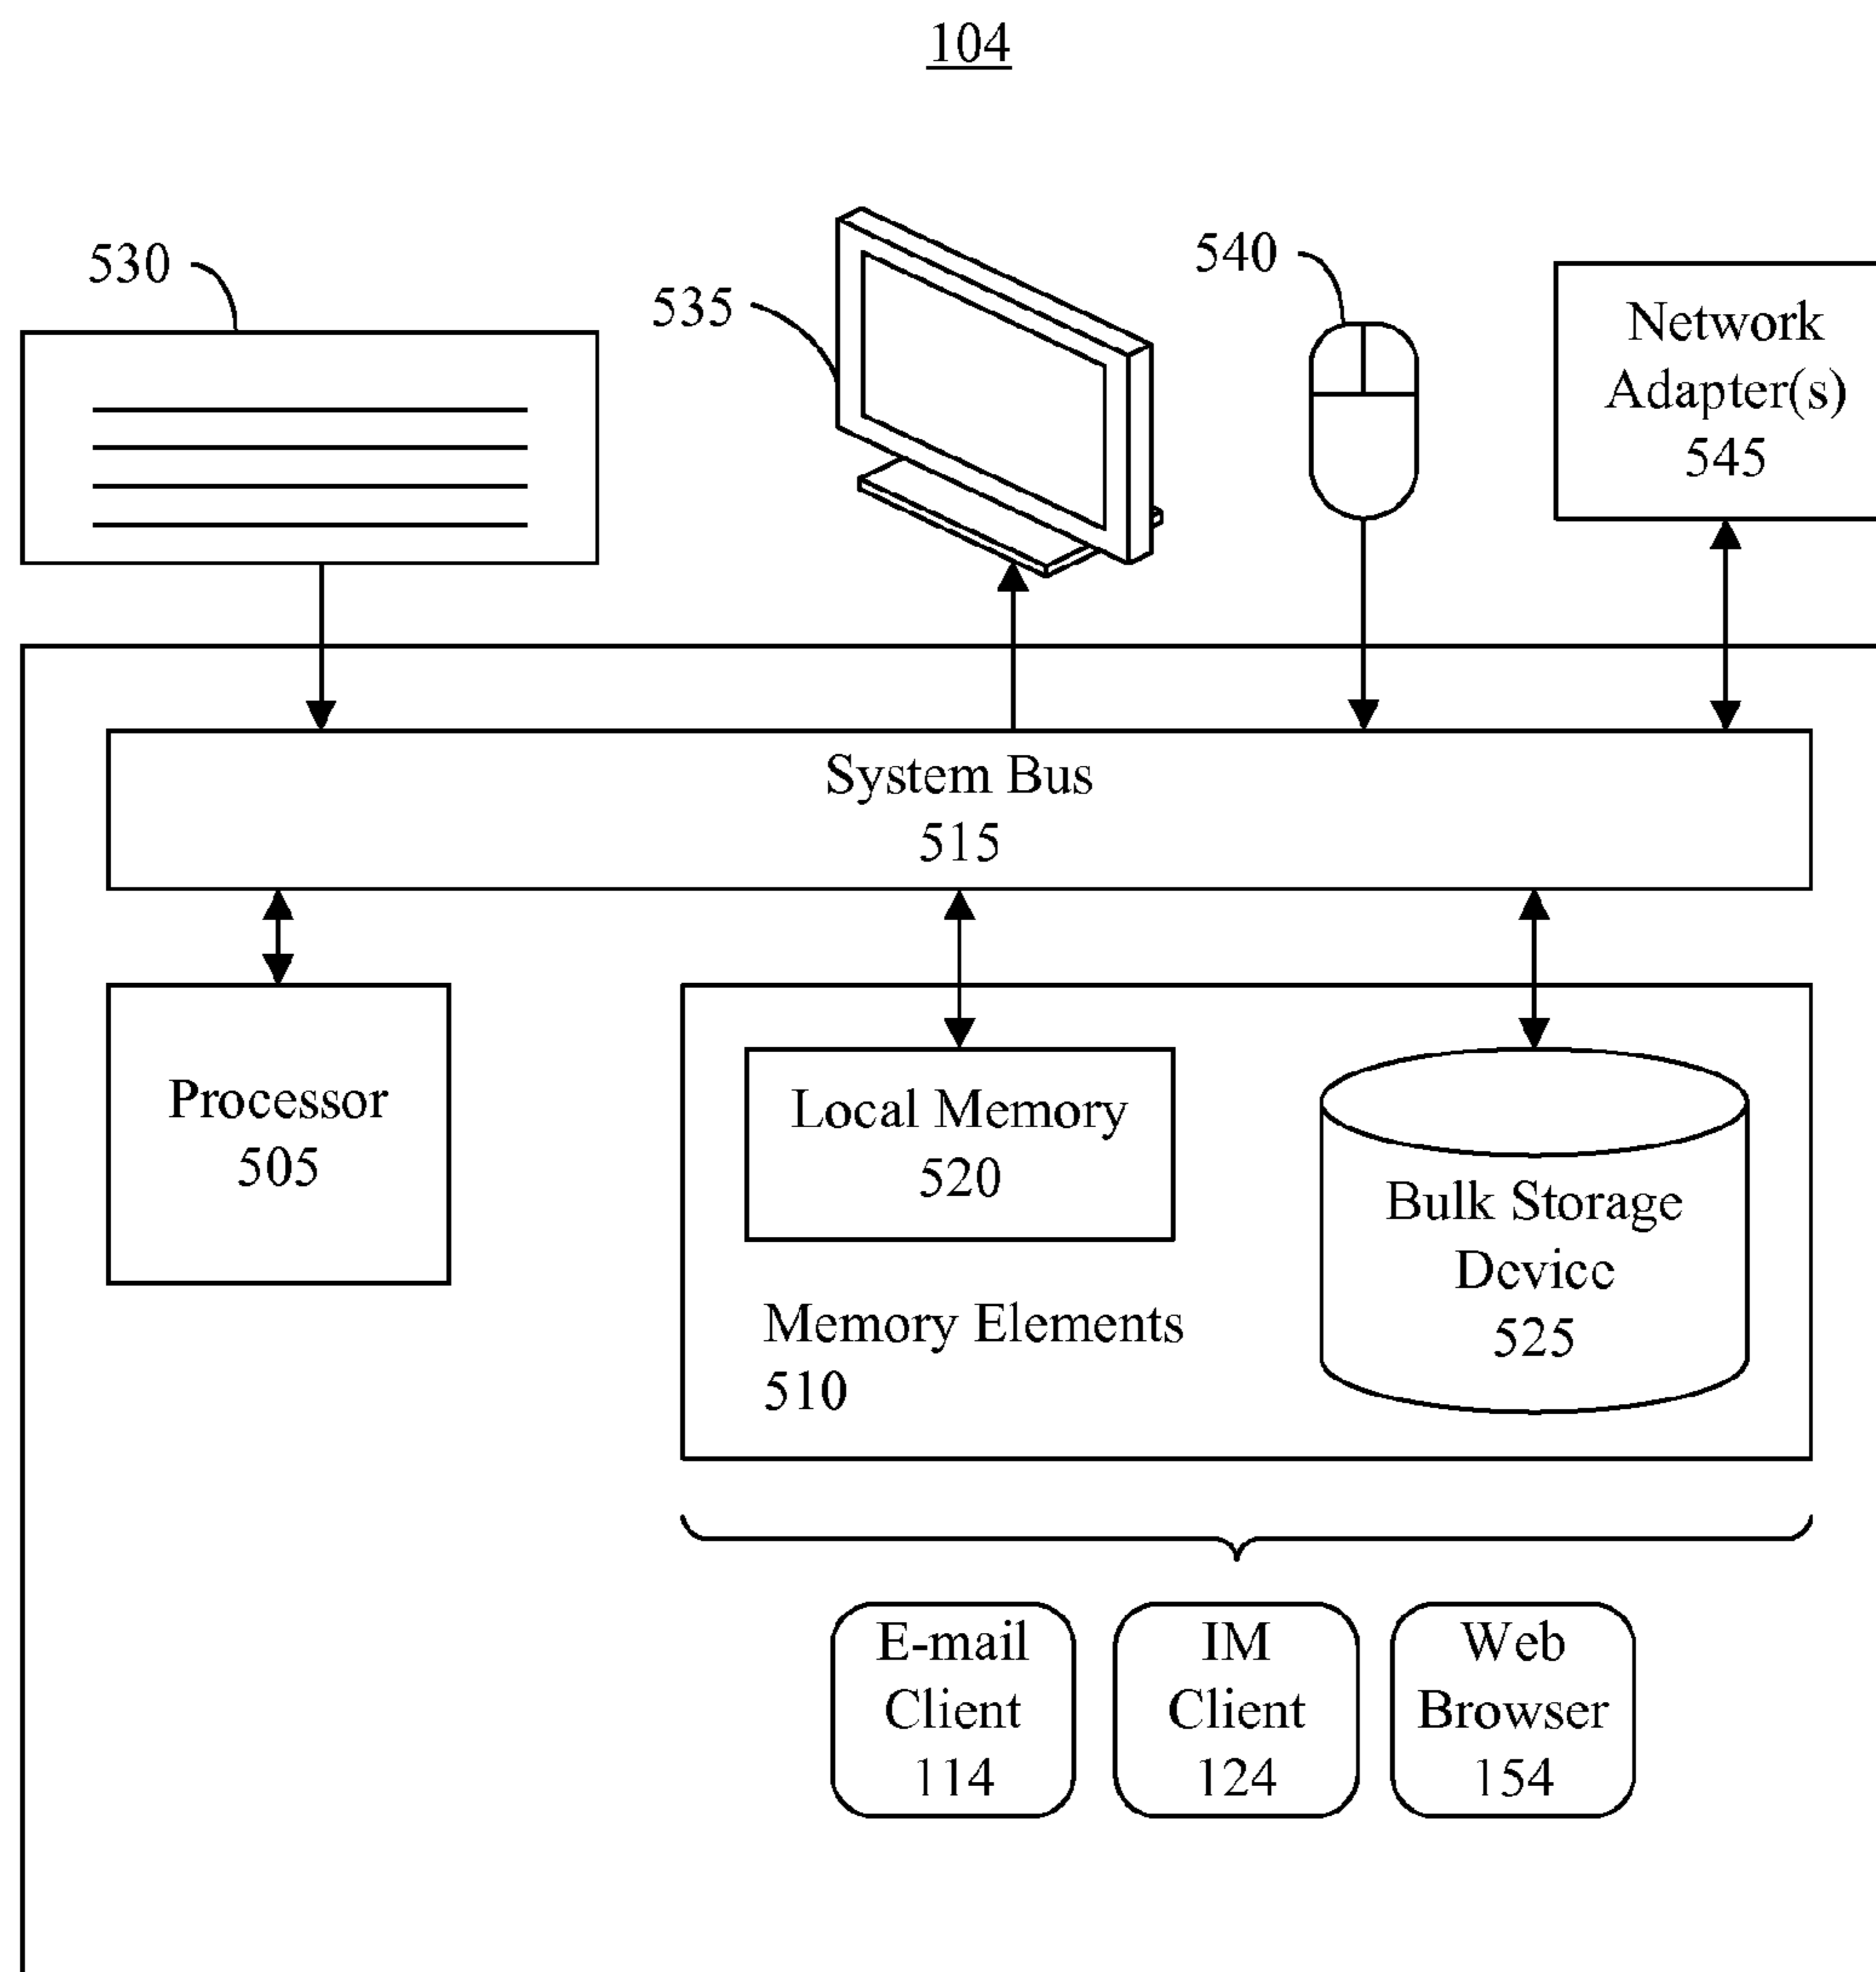 104
530
535
540
Network
Adapter(s)
545
System Bus
515
Processor
505
Local Memory
520
Memory Elements
510
Bulk Storage
Device
525
E-mail
Client
114
IM
Client
124
Web
Browser
154